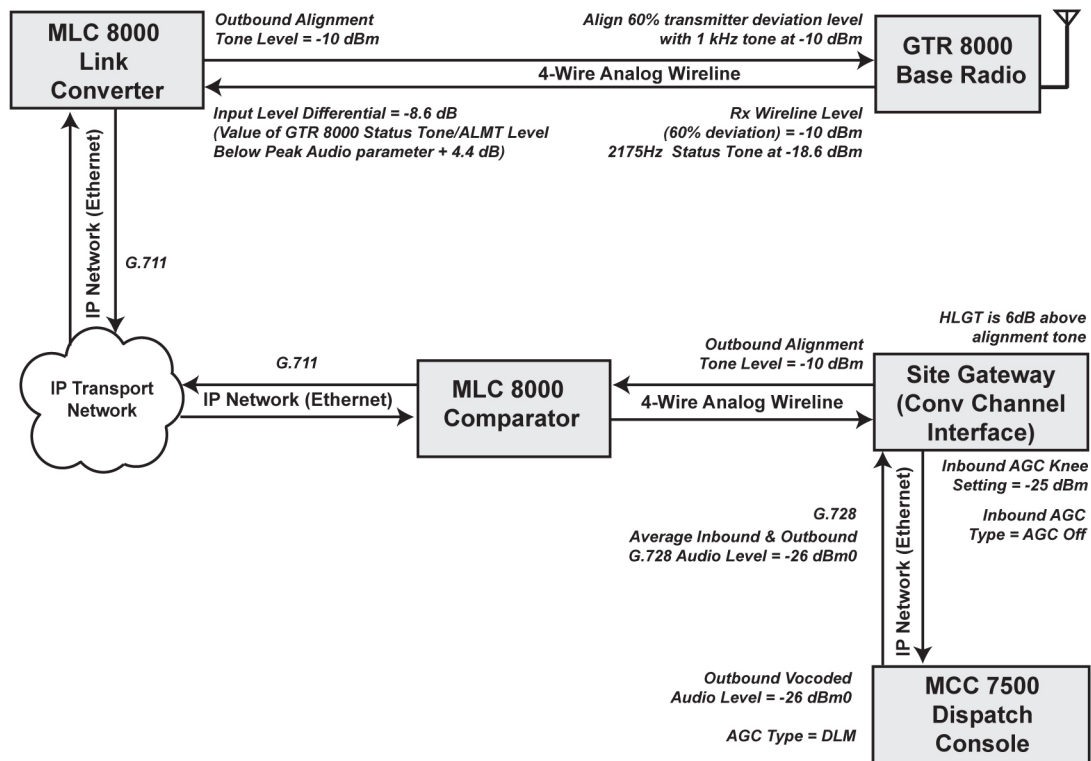 MLC 8000
Link
Converter
Outbound Alignment
Tone Level = -10 dBm
Align 60% transmitter deviation level
with 1 kHz tone at -10 dBm
GTR 8000
Base Radio
4-Wire Analog Wireline
Input Level Differential = -8.6 dB
(Value of GTR 8000 Status Tone/ALMT Level
Below Peak Audio parameter + 4.4 dB)
Rx Wireline Level
(60% deviation) = -10 dBm
2175Hz Status Tone at -18.6 dBm
IP Network (Ethernet)
G.711
IP Transport
Network
G.711
IP Network (Ethernet)
MLC 8000
Comparator
Outbound Alignment
Tone Level = -10 dBm
4-Wire Analog Wireline
HLGT is 6dB above
alignment tone
Site Gateway
(Conv Channel
Interface)
Inbound AGC Knee
Setting = -25 dBm
Inbound AGC
Type = AGC Off
G.728
Average Inbound & Outbound
G.728 Audio Level = -26 dBm0
IP Network (Ethernet)
Outbound Vocoded
Audio Level = -26 dBm0
AGC Type = DLM
MCC 7500
Dispatch
Console